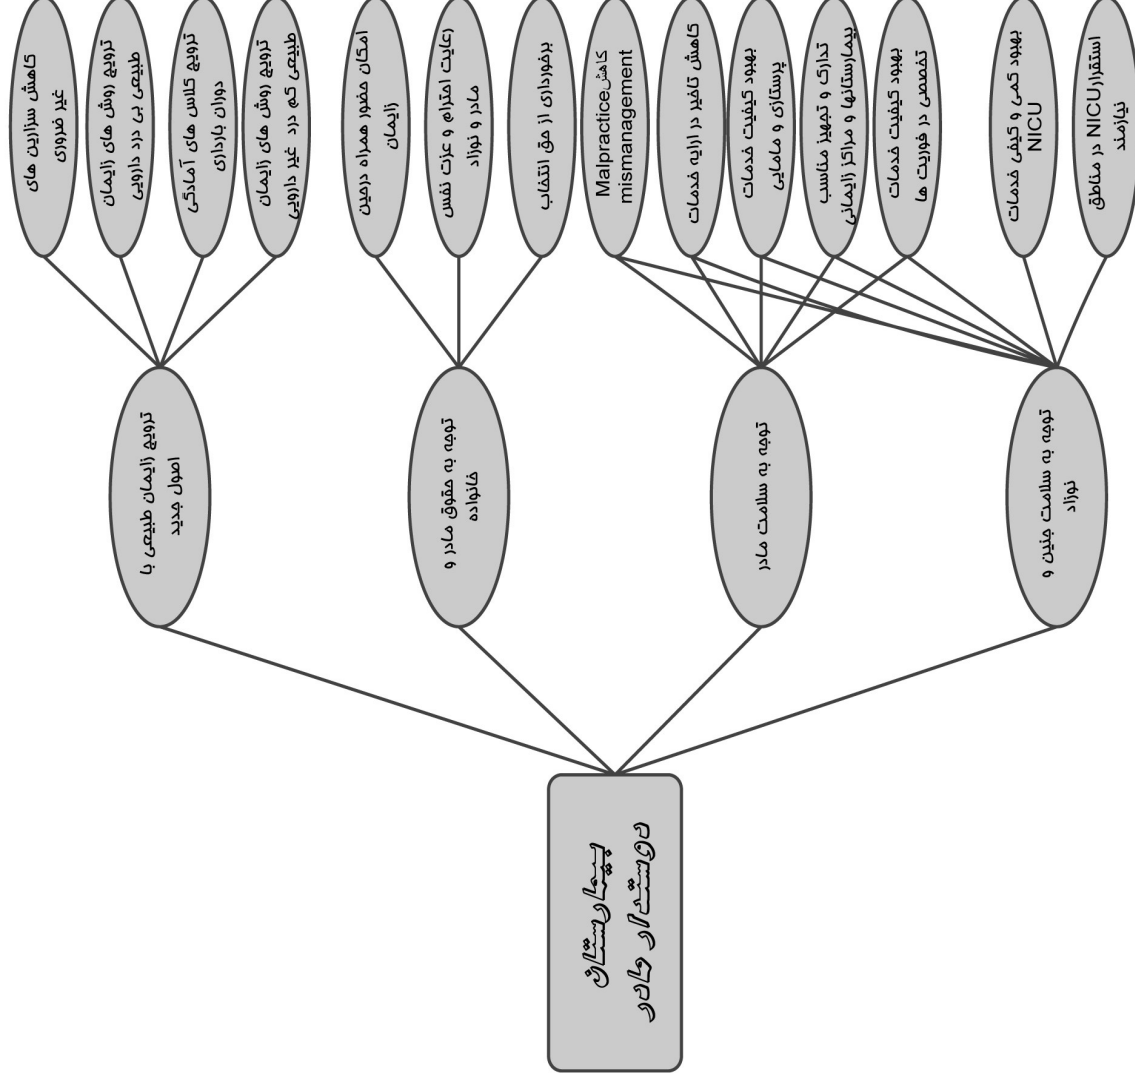 کاهش سزارین های
غیر ضروری
ترویج روش های زایمان
طبیعی بی درد دارویی
ترویج کلاس های آمادگی
دوران بارداری
ترویج روش های زایمان
طبیعی کم درد غیر دارویی
امکان حضور همراه درحین
زایمان
رعایت احترام و عزت نفس
مادر و نوزاد
برخورداری از حق انتخاب
کاهش Malpractice
mismanagement
کاهش تاخیر در ارایه خدمات
بهبود کیفیت خدمات
پرستاری و مامایی
تدارک و تجهیز مناسب
بیمارستانها و مراکز زایمانی
بهبود کیفیت خدمات
تخصصی در فوریت ها
بهبود کمی و کیفی خدمات
NICU
استقرار NICU در مناطق
نیازمند
ترویج زایمان طبیعی با
اصول جدید
توجه به حقوق مادر و
خانواده
توجه به سلامت مادر
توجه به سلامت جنین و
نوزاد
بیمارستان
دوستدار مادر